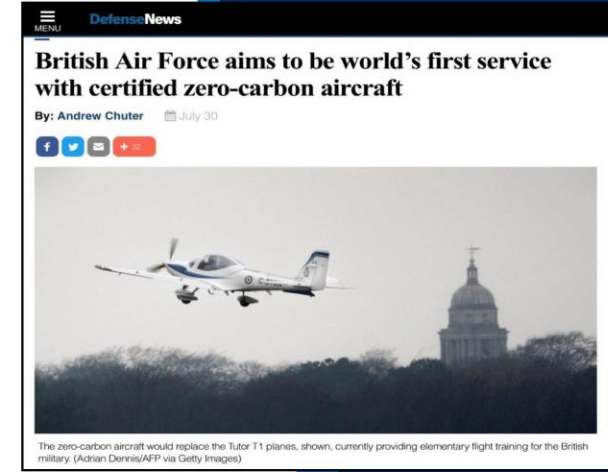 MENU
DefenseNews
British Air Force aims to be world's first service
with certified zero-carbon aircraft
By: Andrew Chuter July 30
f + 32
The zero-carbon aircraft would replace the Tutor T1 planes, shown, currently providing elementary flight training for the British
military. (Adrian Dennis/AFP via Getty Images)